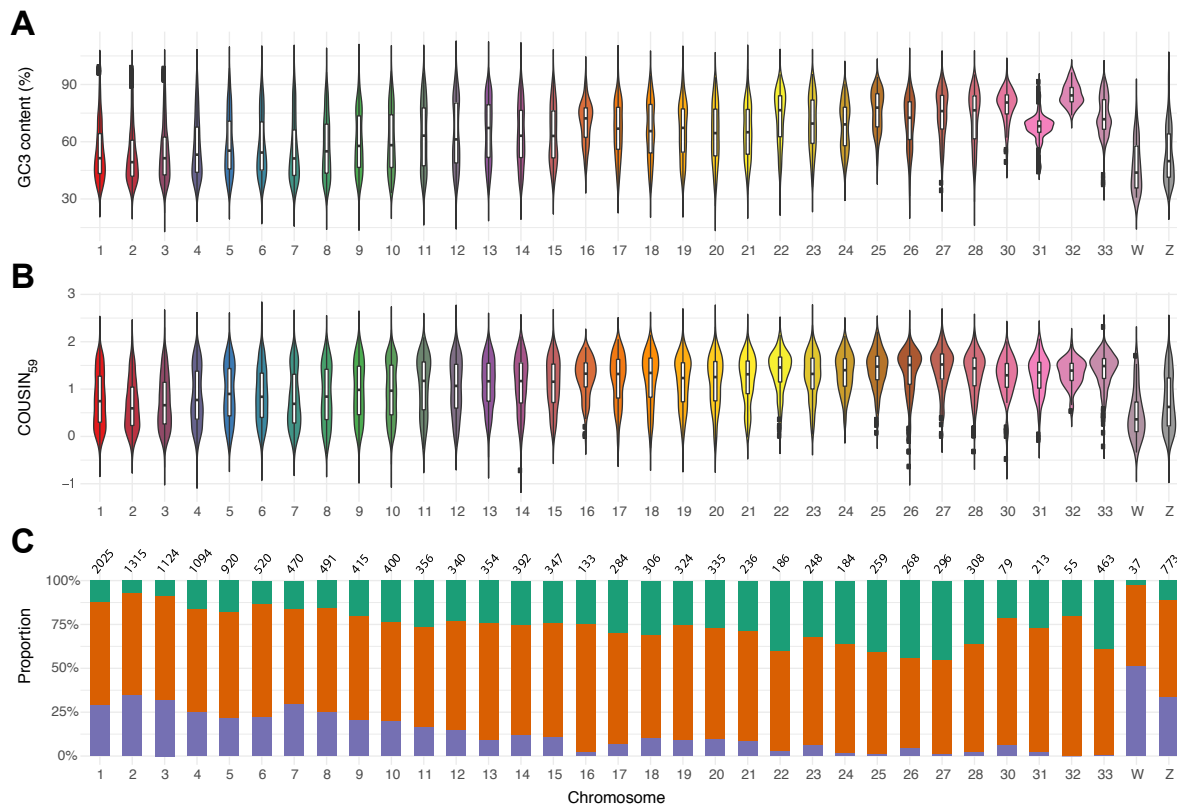 A
GC3 content (%)
90
60
30
1 2 3 4 5 6 7 8 9 10 11 12 13 14 15 16 17 18 19 20 21 22 23 24 25 26 27 28 30 31 32 33 W Z
B
COUSIN59
3
2
1
0
−1
1 2 3 4 5 6 7 8 9 10 11 12 13 14 15 16 17 18 19 20 21 22 23 24 25 26 27 28 30 31 32 33 W Z
C
2025 1315 1124 1094 920 520 470 491 415 400 356 340 354 392 347 133 284 306 324 335 236 186 248 184 259 268 296 308 79 213 55 463 37 773
Proportion
100%
75%
50%
25%
0%
1 2 3 4 5 6 7 8 9 10 11 12 13 14 15 16 17 18 19 20 21 22 23 24 25 26 27 28 30 31 32 33 W Z
Chromosome